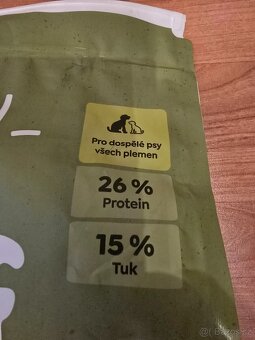 Pro dospělé psy
všech plemen
26 %
Protein
15 %
Tuk